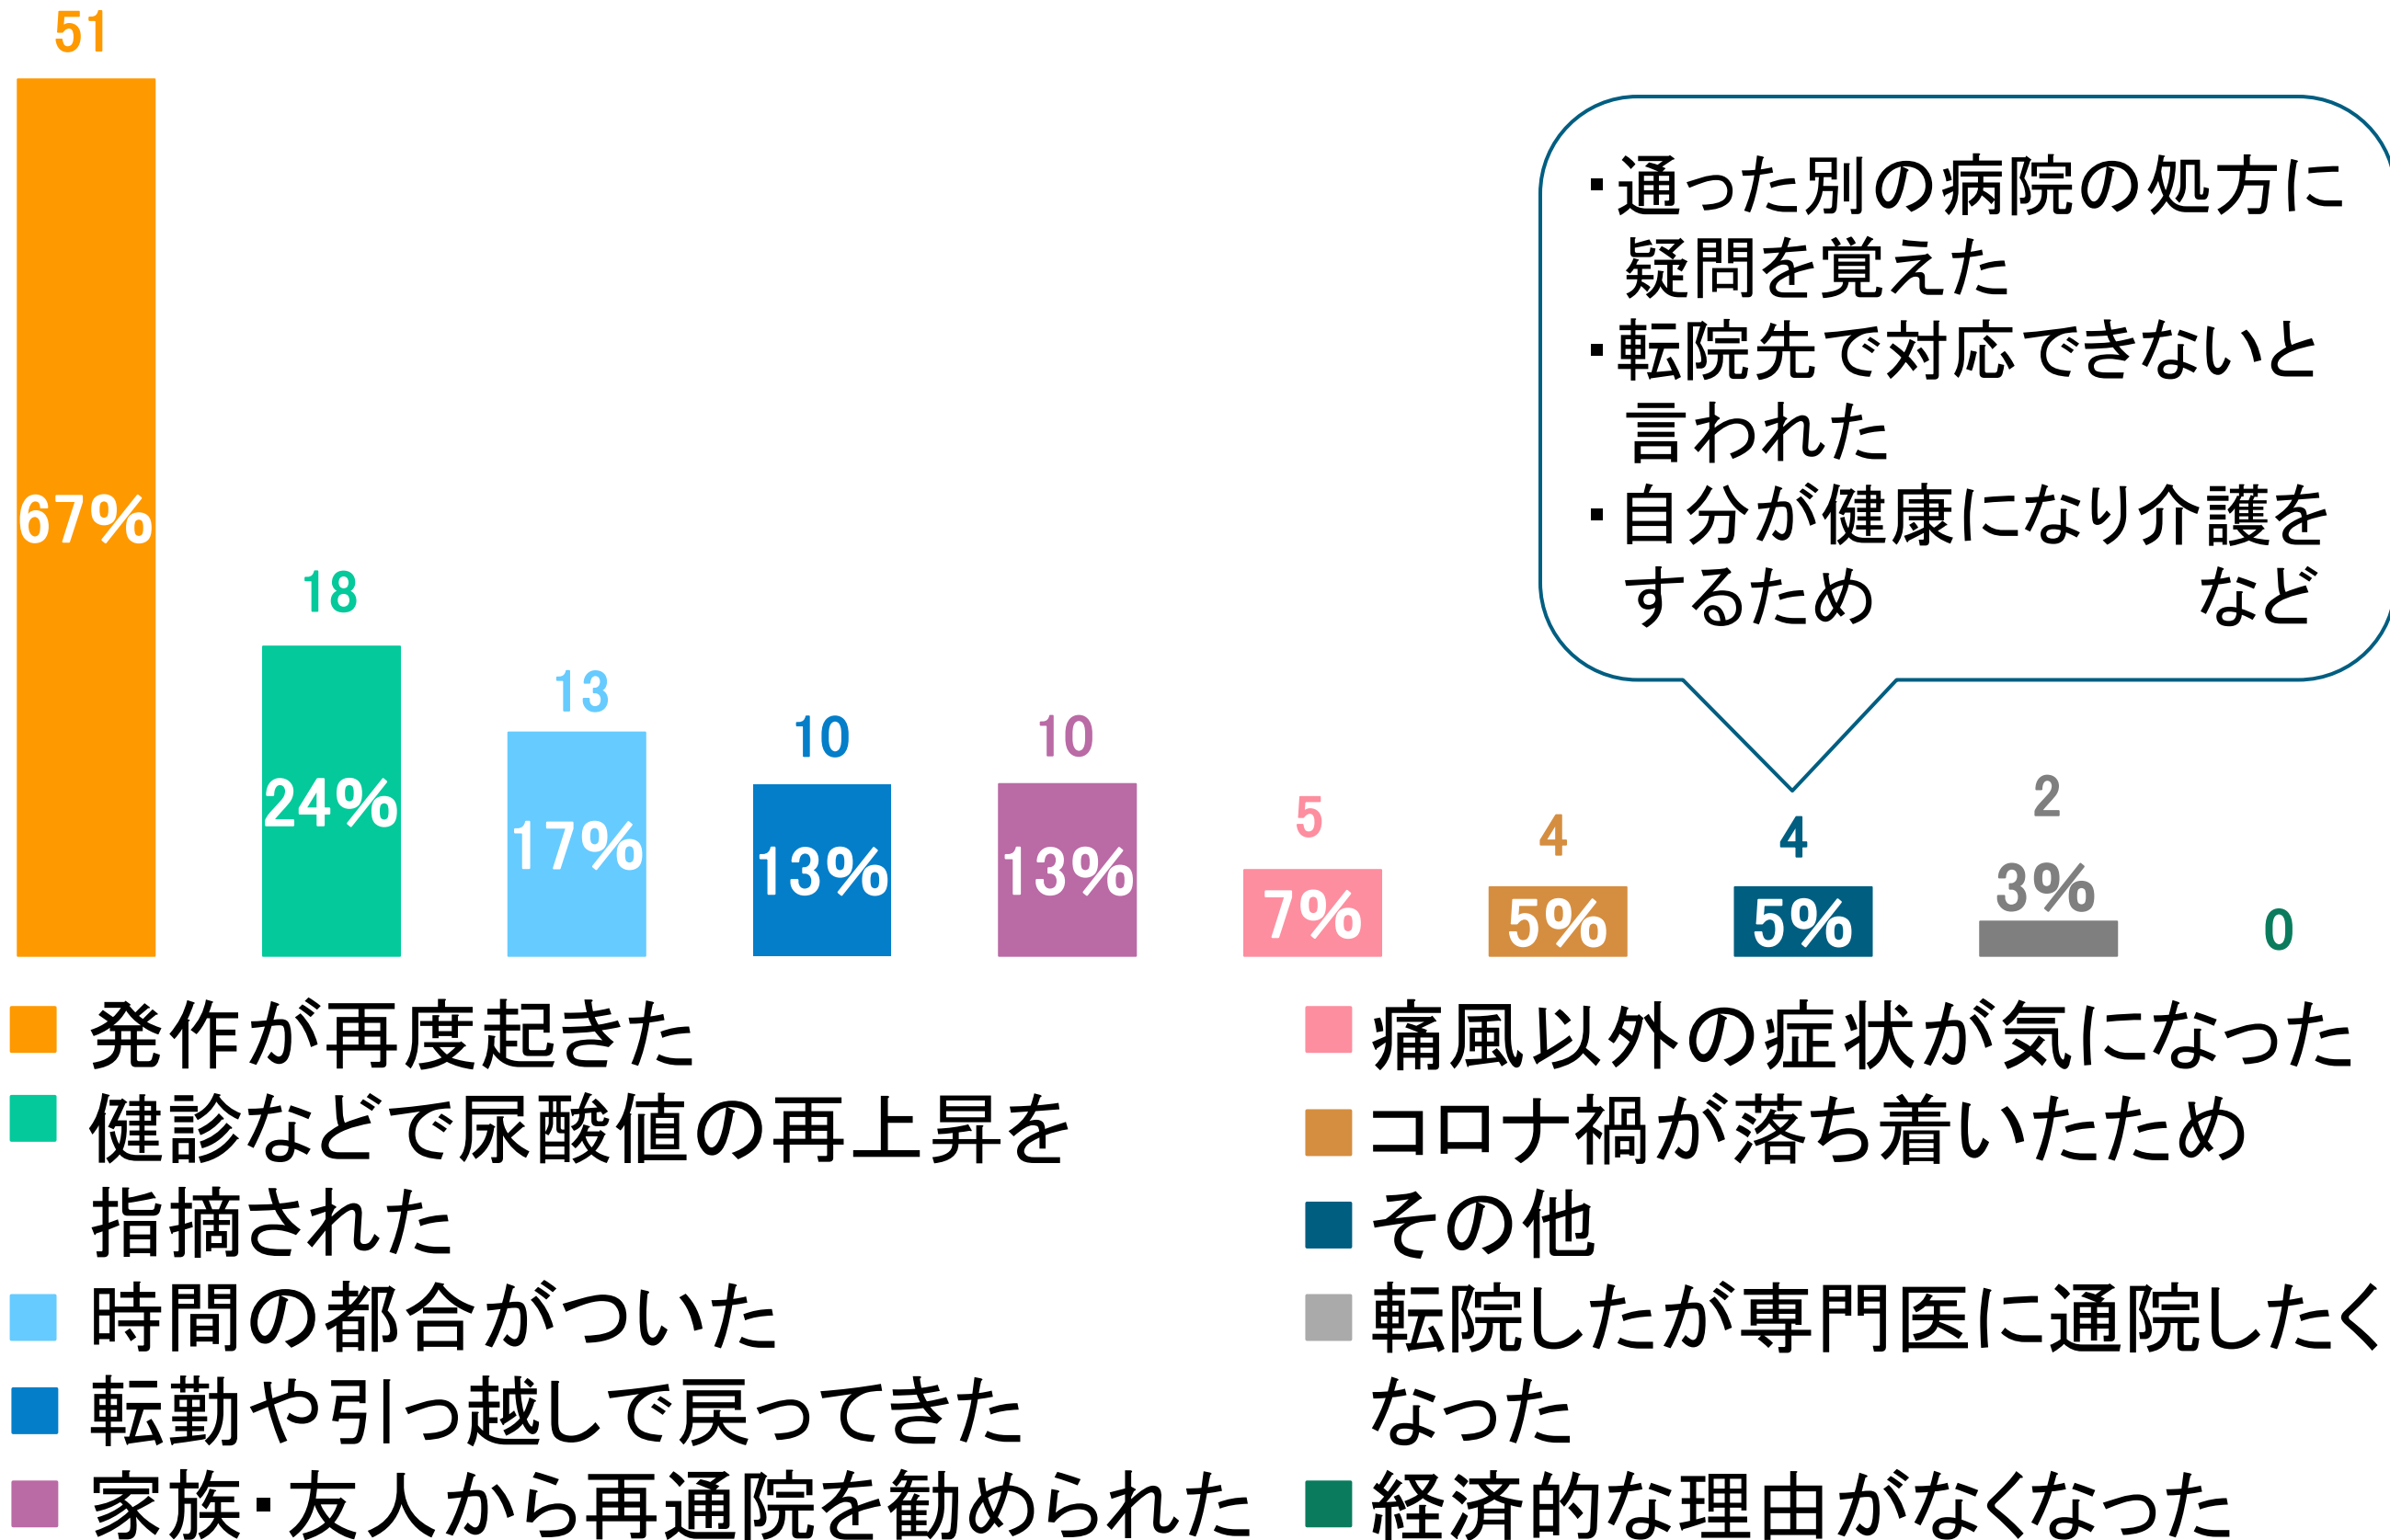 51
67%
18
24%
13
17%
10
13%
10
13%
5
7%
4
5%
4
5%
2
3%
0
・通った別の病院の処方に
疑問を覚えた
・転院先で対応できないと
言われた
・自分が健康になり介護を
するため など
発作が再度起きた
健診などで尿酸値の再上昇を
指摘された
時間の都合がついた
転勤や引っ越しで戻ってきた
家族・友人から再通院を勧められた
痛風以外の症状が気になった
コロナ禍が落ち着いたため
その他
転院したが専門医に通院したく
なった
経済的な理由がなくなった